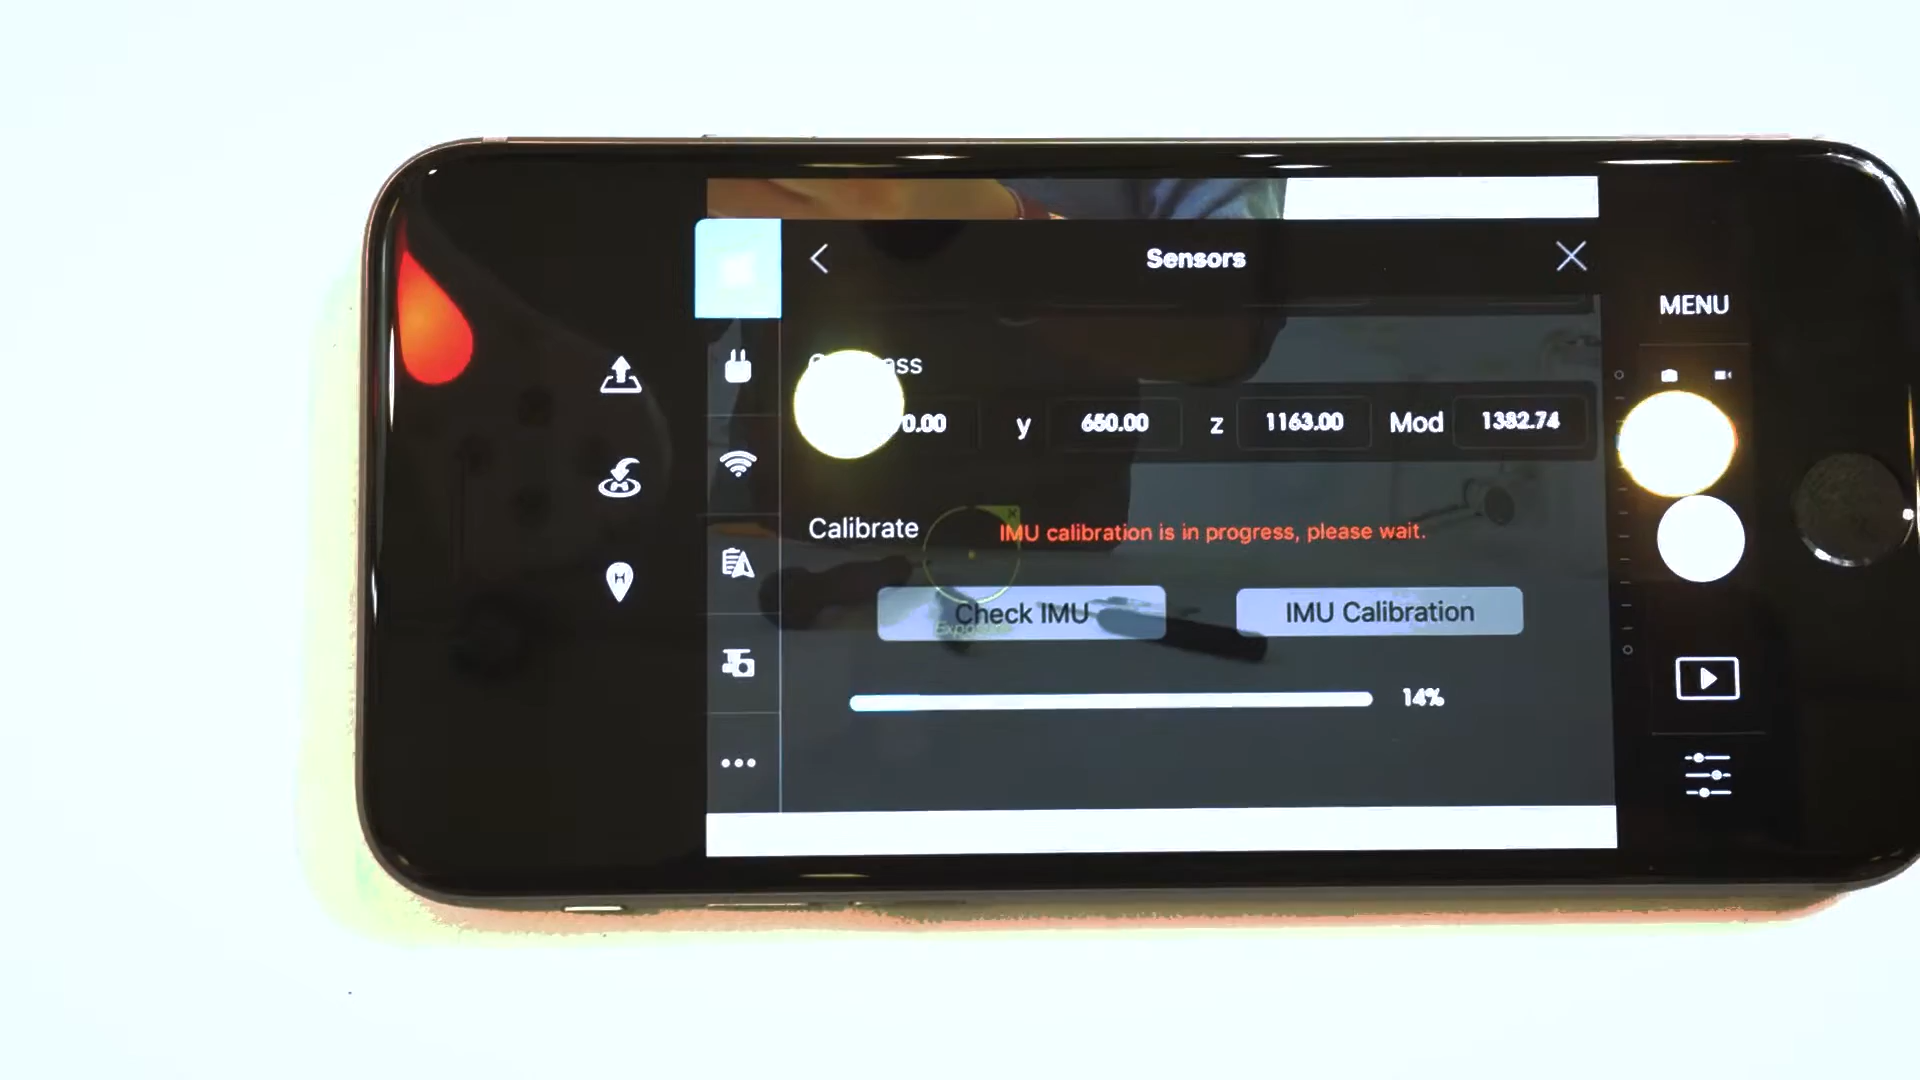 Sensors
MENU
y 650.00 z 1163.00 Mod 1382.74
Calibrate IMU calibration is in progress, please wait.
Check IMU IMU Calibration
14%